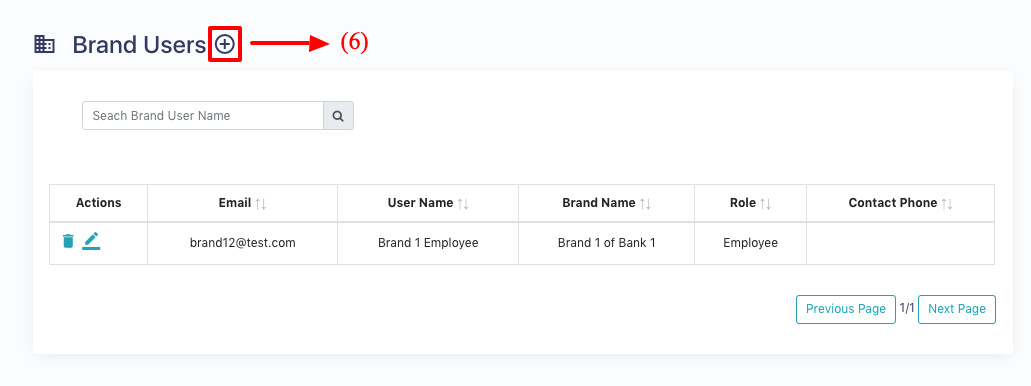 Brand Users (6)
Seach Brand User Name
Actions Email User Name Brand Name Role Contact Phone
brand12@test.com Brand 1 Employee Brand 1 of Bank 1 Employee
Previous Page 1/1 Next Page